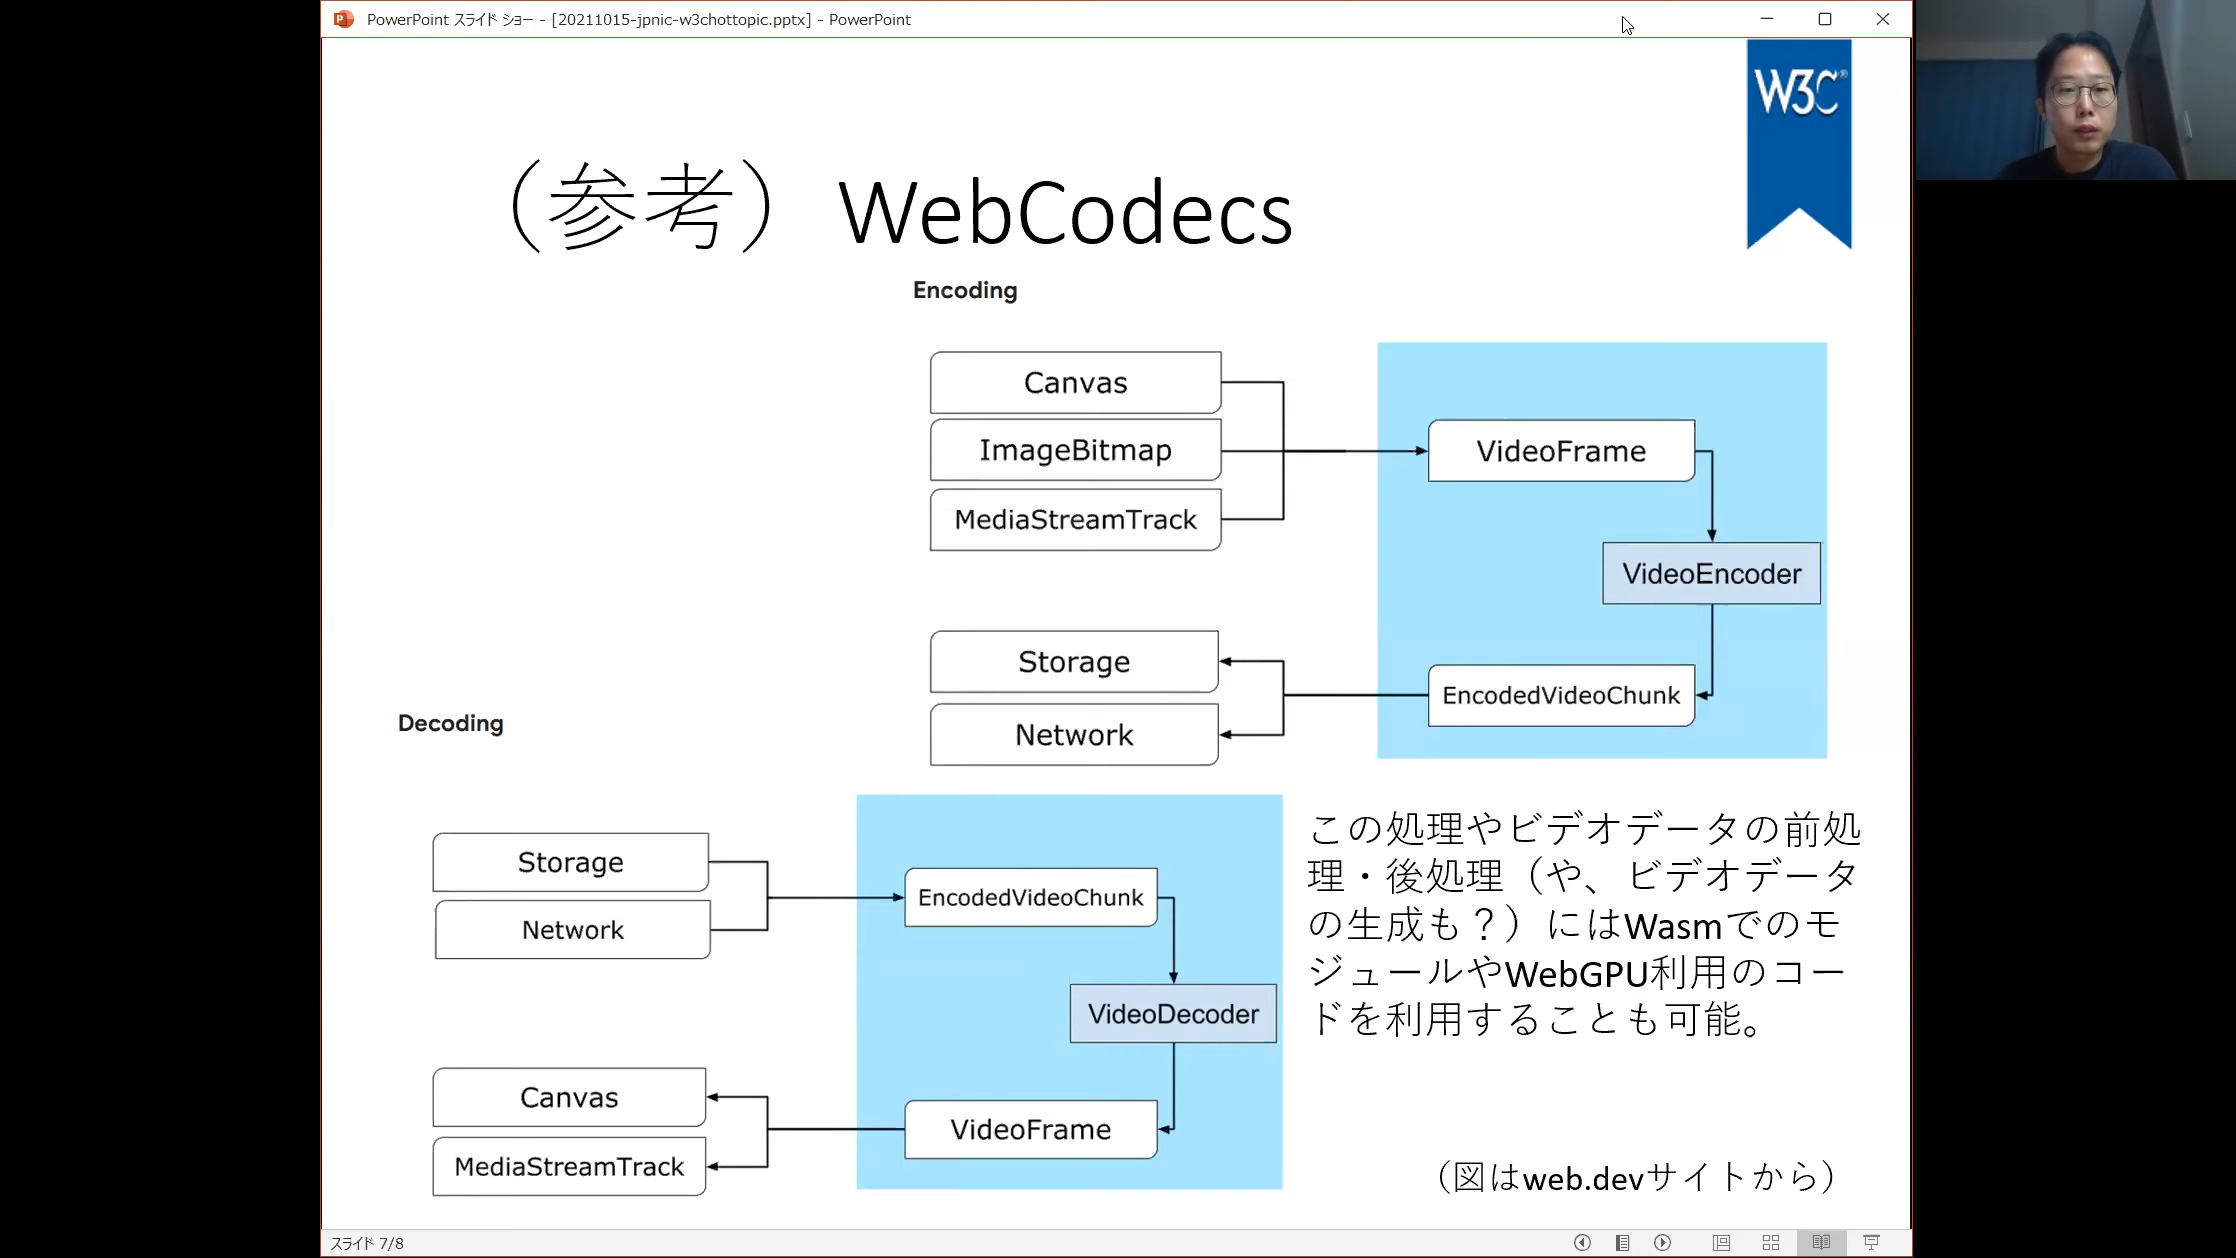 PowerPoint スライド ショー - [20211015-jpnic-w3chottopic.pptx] - PowerPoint
W3C®
（参考） WebCodecs
Encoding
Canvas
ImageBitmap
MediaStreamTrack
VideoFrame
VideoEncoder
EncodedVideoChunk
Storage
Network
Decoding
Storage
Network
EncodedVideoChunk
VideoDecoder
VideoFrame
Canvas
MediaStreamTrack
この処理やビデオデータの前処
理・後処理（や、ビデオデータ
の生成も？）にはWasmでのモ
ジュールやWebGPU利用のコー
ドを利用することも可能。
（図はweb.devサイトから）
スライド 7/8